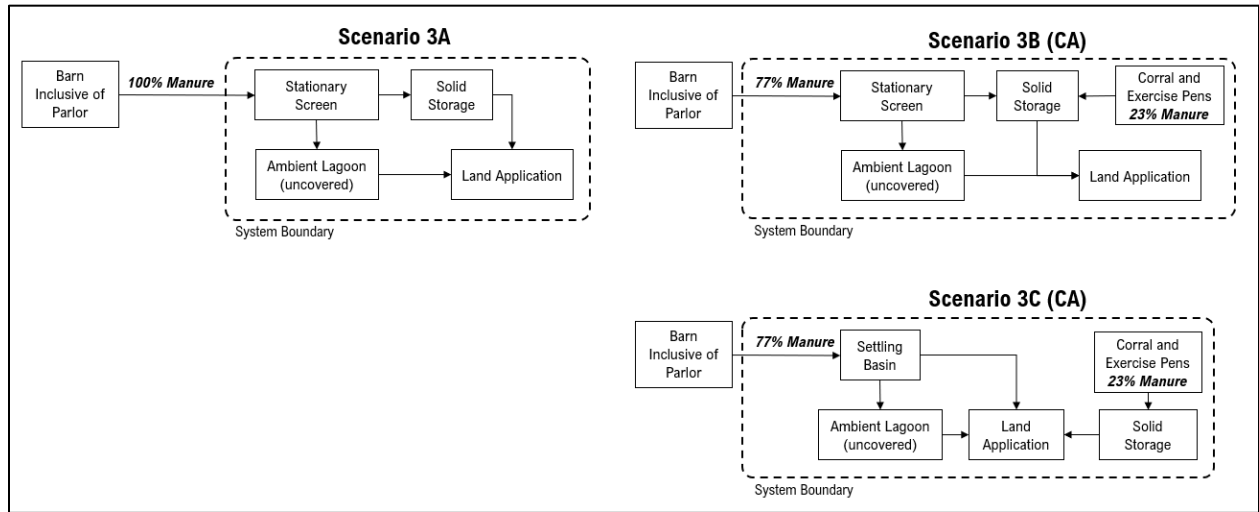 Scenario 3A
Barn
Inclusive of
Parlor
100% Manure
Stationary
Screen
Solid
Storage
Ambient Lagoon
(uncovered)
Land Application
System Boundary
Scenario 3B (CA)
Barn
Inclusive of
Parlor
77% Manure
Stationary
Screen
Solid
Storage
Corral and
Exercise Pens
23% Manure
Ambient Lagoon
(uncovered)
Land Application
System Boundary
Scenario 3C (CA)
Barn
Inclusive of
Parlor
77% Manure
Settling
Basin
Corral and
Exercise Pens
23% Manure
Ambient Lagoon
(uncovered)
Land
Application
Solid
Storage
System Boundary